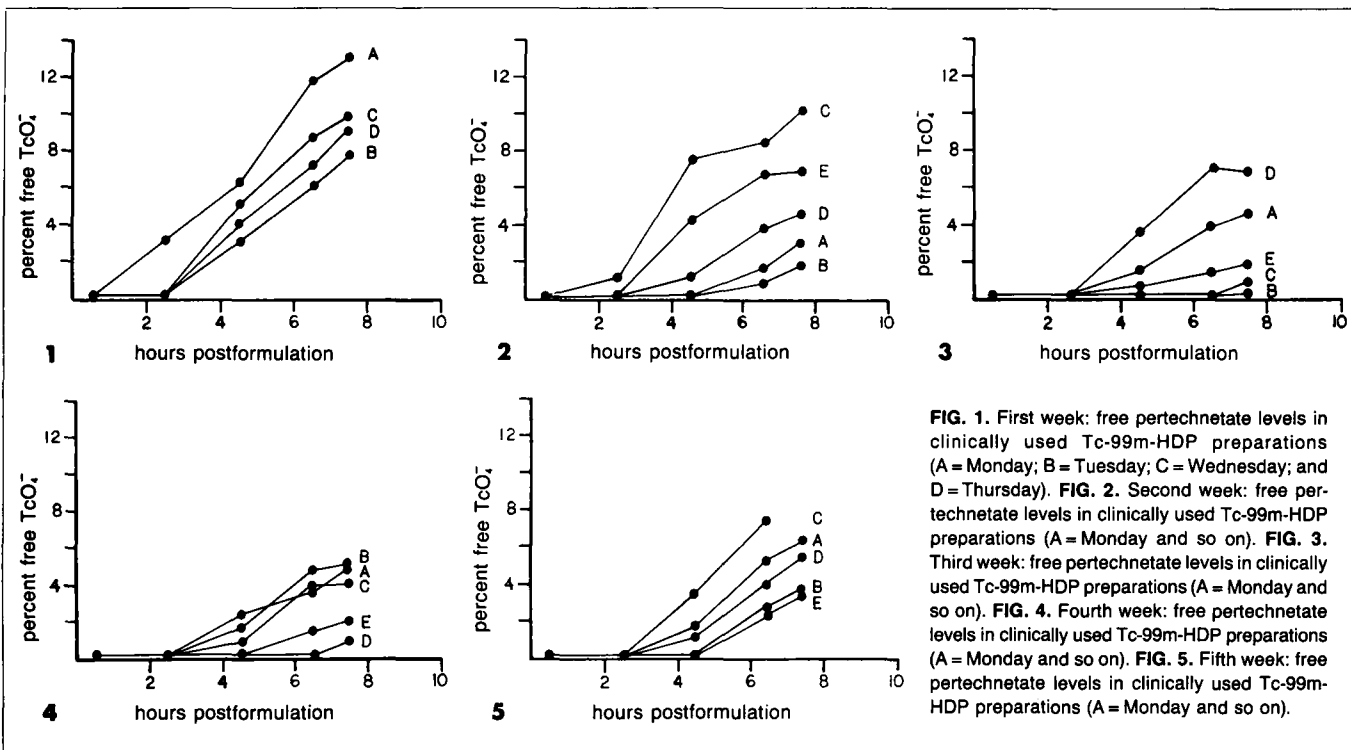 12
8
4
percent free TcO₄⁻
A
C
D
B
2 4 6 8 10
1 hours postformulation
12
8
4
percent free TcO₄⁻
C
E
D
A
B
2 4 6 8 10
2 hours postformulation
12
8
4
percent free TcO₄⁻
D
A
E
C
B
2 4 6 8 10
3 hours postformulation
12
8
4
percent free TcO₄⁻
B
A
C
E
D
2 4 6 8 10
4 hours postformulation
12
8
4
percent free TcO₄⁻
C
A
D
B
E
2 4 6 8 10
5 hours postformulation
FIG. 1. First week: free pertechnetate levels in
clinically used Tc-99m-HDP preparations
(A = Monday; B = Tuesday; C = Wednesday; and
D = Thursday). FIG. 2. Second week: free per-
technetate levels in clinically used Tc-99m-HDP
preparations (A = Monday and so on). FIG. 3.
Third week: free pertechnetate levels in clinically
used Tc-99m-HDP preparations (A = Monday and
so on). FIG. 4. Fourth week: free pertechnetate
levels in clinically used Tc-99m-HDP preparations
(A = Monday and so on). FIG. 5. Fifth week: free
pertechnetate levels in clinically used Tc-99m-
HDP preparations (A = Monday and so on).